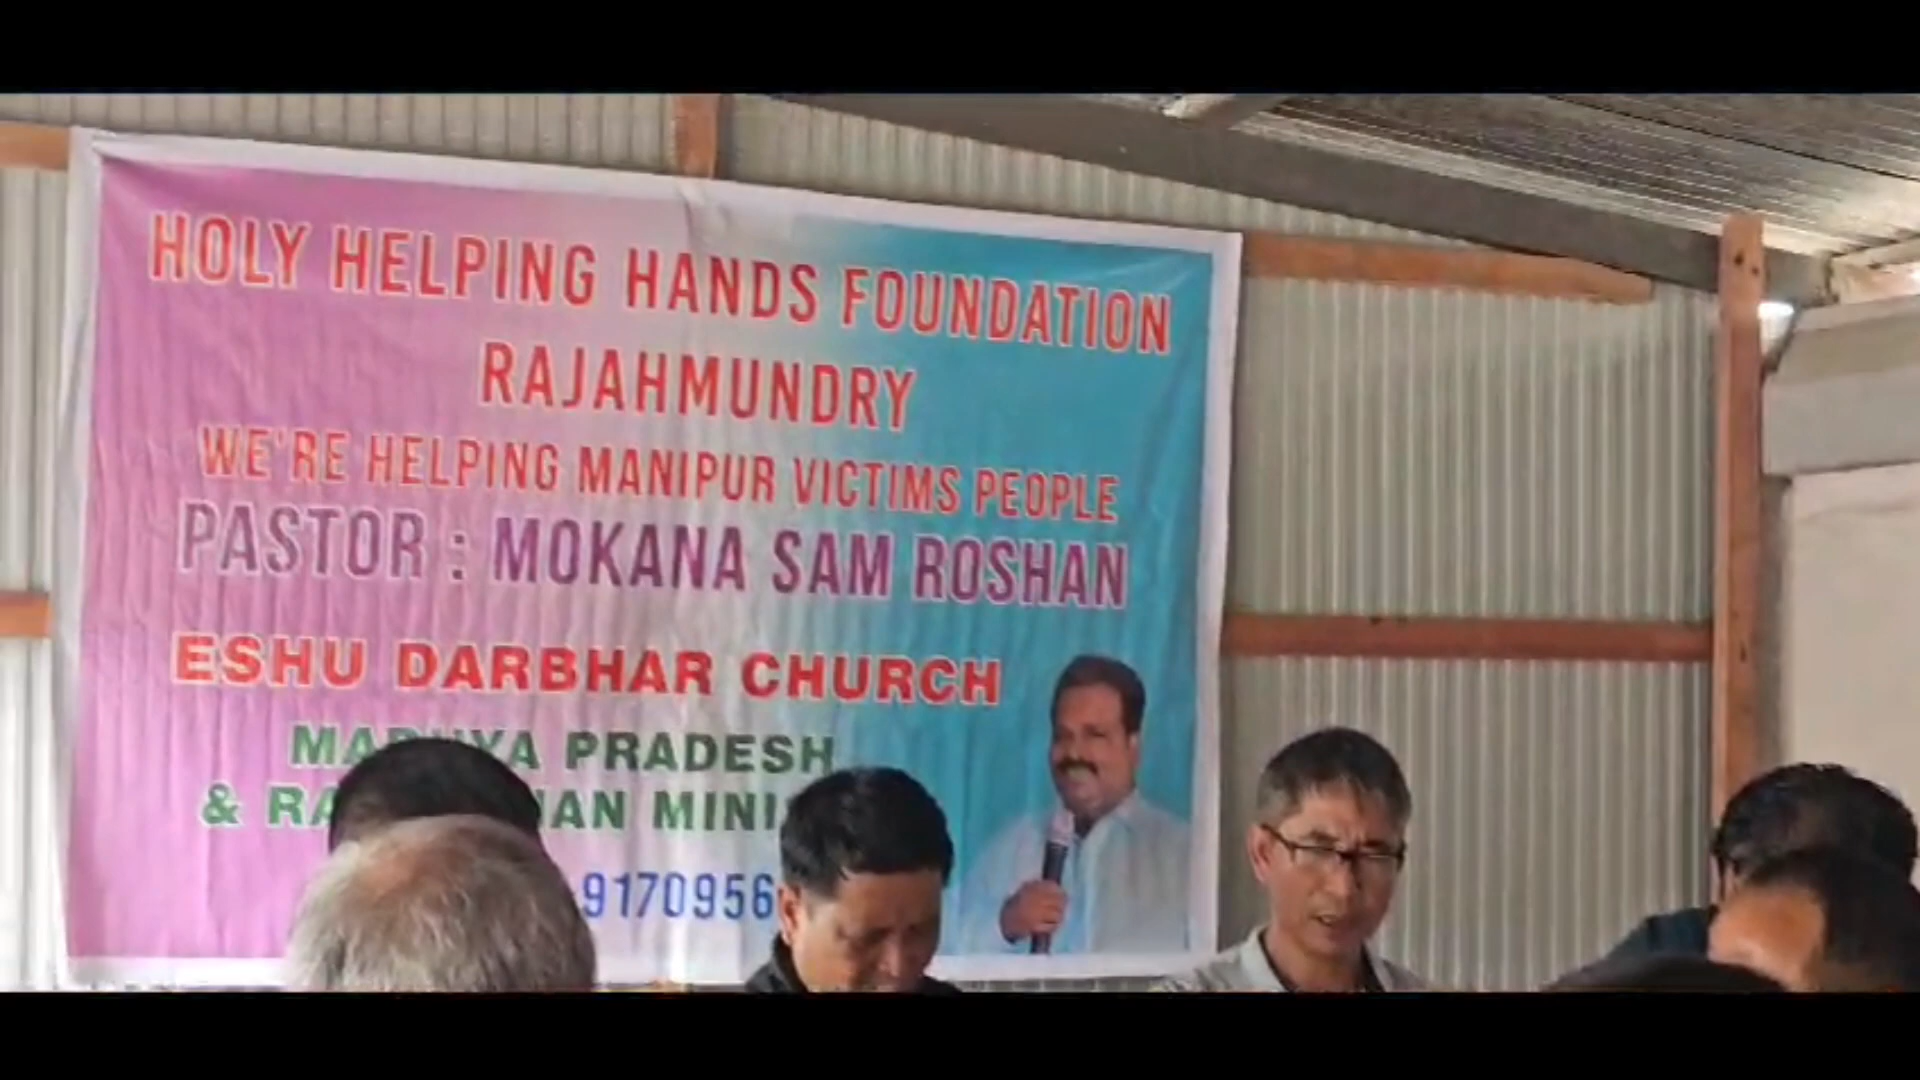 HOLY HELPING HANDS FOUNDATION
RAJAHMUNDRY
WE'RE HELPING MANIPUR VICTIMS PEOPLE
PASTOR : MOKANA SAM ROSHAN
ESHU DARBHAR CHURCH
PRADESH
&
9170956